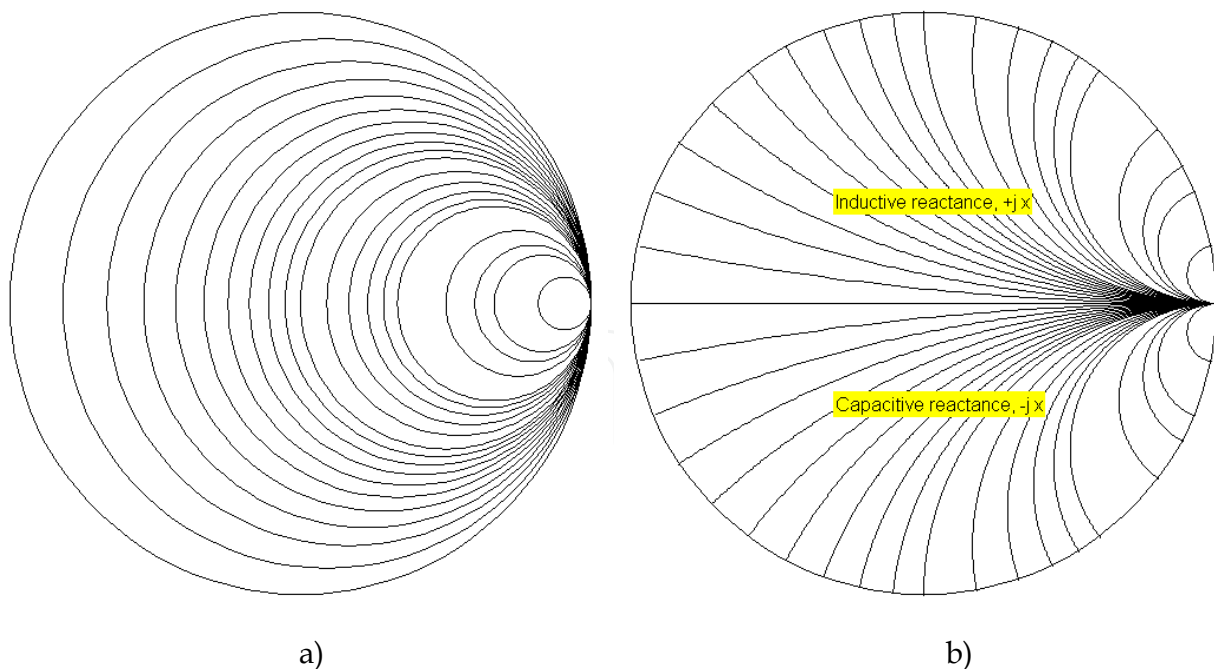 Inductive reactance, +j x
Capacitive reactance, -j x
a)
b)